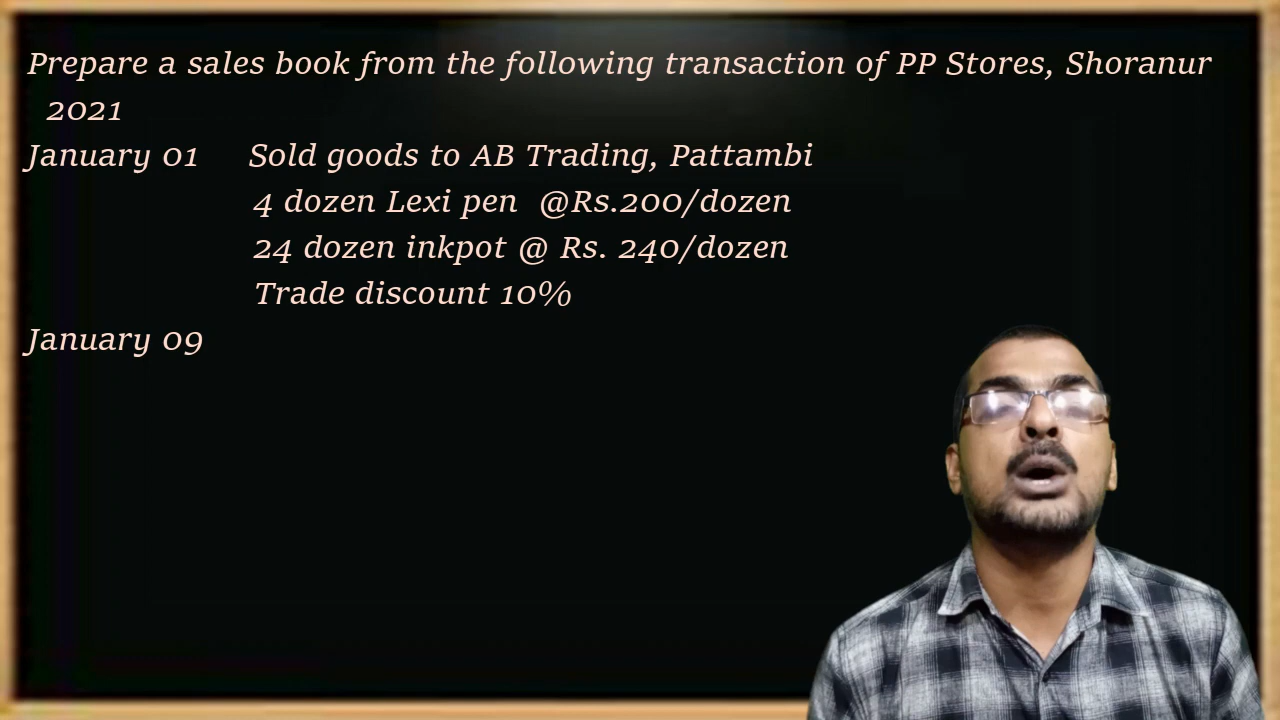 Prepare a sales book from the following transaction of PP Stores, Shoranur
2021
January 01 Sold goods to AB Trading, Pattambi
4 dozen Lexi pen @Rs.200/dozen
24 dozen inkpot @ Rs. 240/dozen
Trade discount 10%
January 09